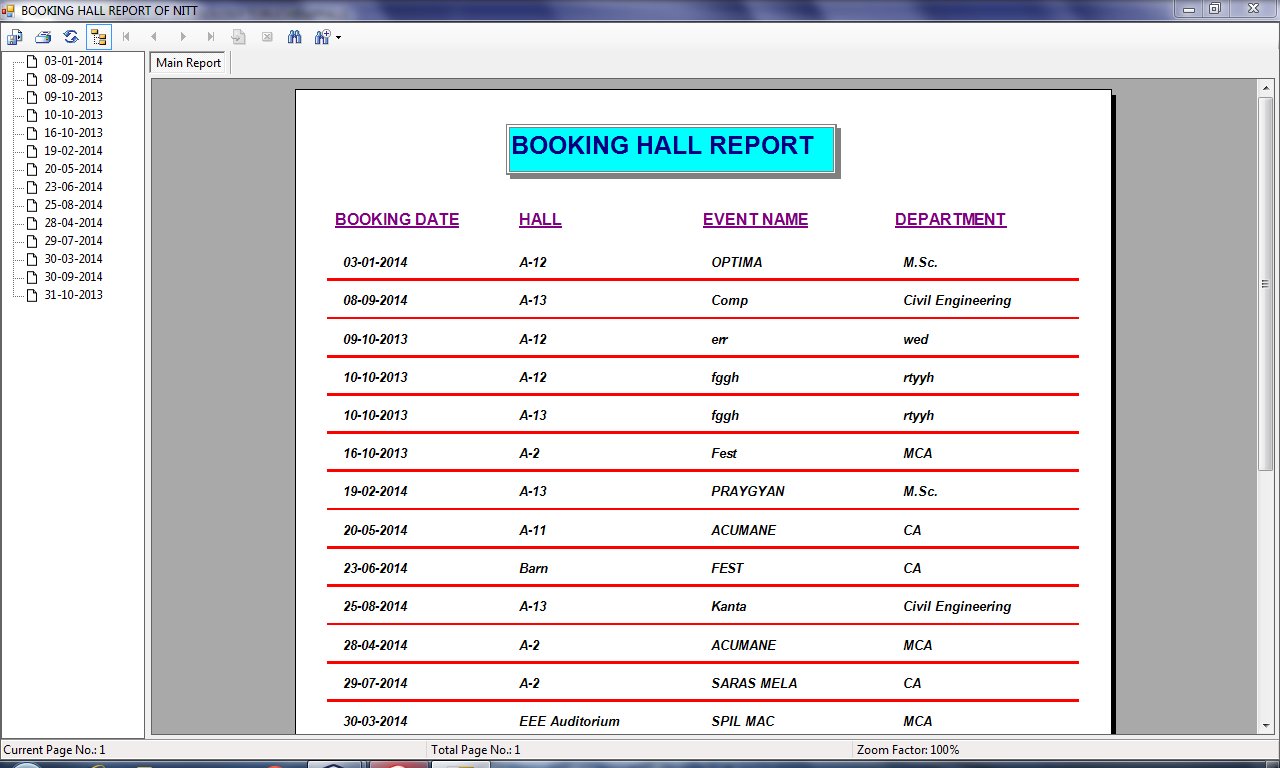 BOOKING HALL REPORT OF NITT
03-01-2014
08-09-2014
09-10-2013
10-10-2013
16-10-2013
19-02-2014
20-05-2014
23-06-2014
25-08-2014
28-04-2014
29-07-2014
30-03-2014
30-09-2014
31-10-2013
Main Report
BOOKING HALL REPORT
BOOKING DATE HALL EVENT NAME DEPARTMENT
03-01-2014 A-12 OPTIMA M.Sc.
08-09-2014 A-13 Comp Civil Engineering
09-10-2013 A-12 err wed
10-10-2013 A-12 fggh rtyyh
10-10-2013 A-13 fggh rtyyh
16-10-2013 A-2 Fest MCA
19-02-2014 A-13 PRAYGYAN M.Sc.
20-05-2014 A-11 ACUMANE CA
23-06-2014 Barn FEST CA
25-08-2014 A-13 Kanta Civil Engineering
28-04-2014 A-2 ACUMANE MCA
29-07-2014 A-2 SARAS MELA CA
30-03-2014 EEE Auditorium SPIL MAC MCA
Current Page No.: 1 Total Page No.: 1 Zoom Factor: 100%